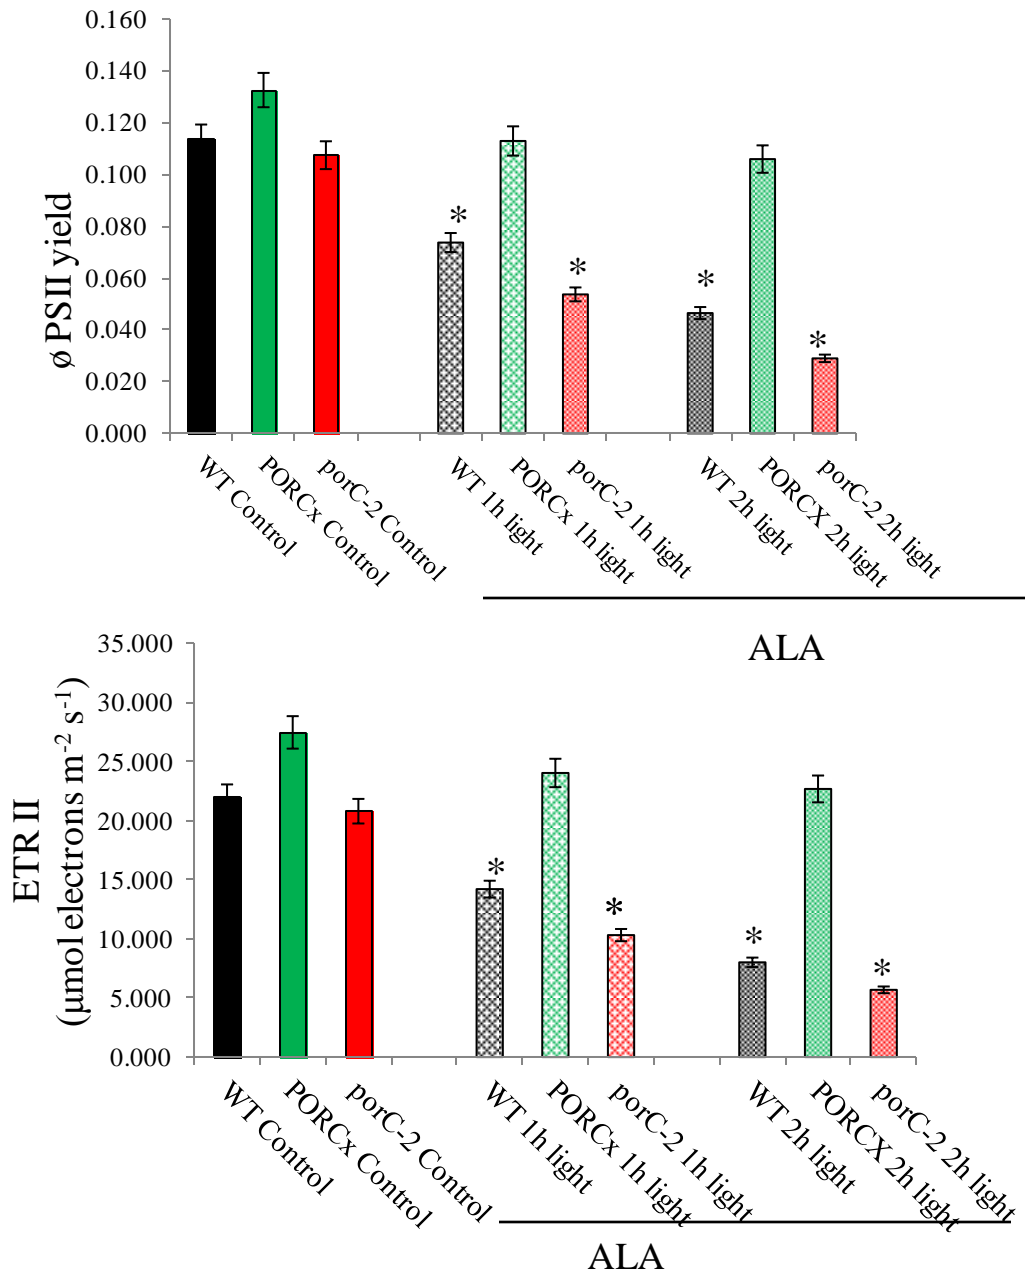 0.160
0.140
0.120
0.100
0.080
0.060
0.040
0.020
0.000
ø PSII yield
*
*
*
*
WT Control
PORCx Control
porC-2 Control
WT 1h light
PORCx 1h light
porC-2 1h light
WT 2h light
PORCX 2h light
porC-2 2h light
ALA
35.000
30.000
25.000
20.000
15.000
10.000
5.000
0.000
ETR II
(µmol electrons m-2 s-1)
*
*
*
*
WT Control
PORCx Control
porC-2 Control
WT 1h light
PORCx 1h light
porC-2 1h light
WT 2h light
PORCX 2h light
porC-2 2h light
ALA